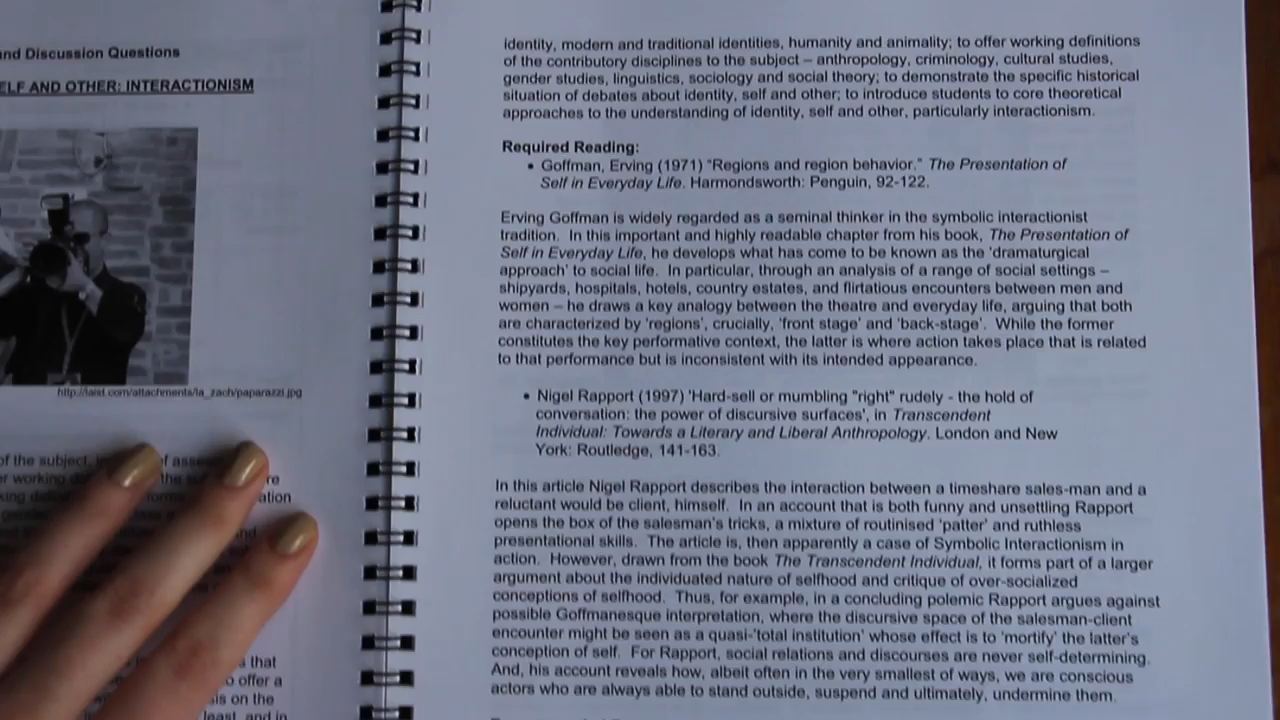 nd Discussion Questions
ELF AND OTHER: INTERACTIONISM
http://laist.com/attachments/la_zach/paparazzi.jpg
of the subject,
that
o offer a
is on the
least, and in
identity, modern and traditional identities, humanity and animality; to offer working definitions
of the contributory disciplines to the subject – anthropology, criminology, cultural studies,
gender studies, linguistics, sociology and social theory; to demonstrate the specific historical
situation of debates about identity, self and other; to introduce students to core theoretical
approaches to the understanding of identity, self and other, particularly interactionism.
Required Reading:
• Goffman, Erving (1971) "Regions and region behavior." The Presentation of
Self in Everyday Life. Harmondsworth: Penguin, 92-122.
Erving Goffman is widely regarded as a seminal thinker in the symbolic interactionist
tradition. In this important and highly readable chapter from his book, The Presentation of
Self in Everyday Life, he develops what has come to be known as the 'dramaturgical
approach' to social life. In particular, through an analysis of a range of social settings –
shipyards, hospitals, hotels, country estates, and flirtatious encounters between men and
women – he draws a key analogy between the theatre and everyday life, arguing that both
are characterized by 'regions', crucially, 'front stage' and 'back-stage'. While the former
constitutes the key performative context, the latter is where action takes place that is related
to that performance but is inconsistent with its intended appearance.
• Nigel Rapport (1997) 'Hard-sell or mumbling "right" rudely - the hold of
conversation: the power of discursive surfaces', in Transcendent
Individual: Towards a Literary and Liberal Anthropology. London and New
York: Routledge, 141-163.
In this article Nigel Rapport describes the interaction between a timeshare sales-man and a
reluctant would be client, himself. In an account that is both funny and unsettling Rapport
opens the box of the salesman's tricks, a mixture of routinised 'patter' and ruthless
presentational skills. The article is, then apparently a case of Symbolic Interactionism in
action. However, drawn from the book The Transcendent Individual, it forms part of a larger
argument about the individuated nature of selfhood and critique of over-socialized
conceptions of selfhood. Thus, for example, in a concluding polemic Rapport argues against
possible Goffmanesque interpretation, where the discursive space of the salesman-client
encounter might be seen as a quasi-'total institution' whose effect is to 'mortify' the latter's
conception of self. For Rapport, social relations and discourses are never self-determining.
And, his account reveals how, albeit often in the very smallest of ways, we are conscious
actors who are always able to stand outside, suspend and ultimately, undermine them.